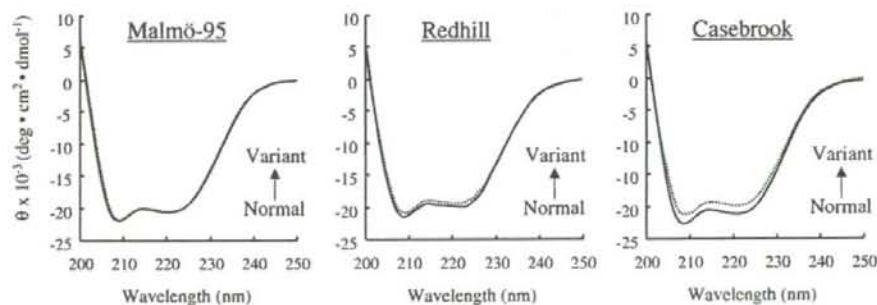 Malmö-95
Redhill
Casebrook
θ x 10⁻³ (deg • cm² • dmol⁻¹)
10
5
0
-5
-10
-15
-20
-25
Variant
Normal
200 210 220 230 240 250
Wavelength (nm)
10
5
0
-5
-10
-15
-20
-25
Variant
Normal
200 210 220 230 240 250
Wavelength (nm)
10
5
0
-5
-10
-15
-20
-25
Variant
Normal
200 210 220 230 240 250
Wavelength (nm)